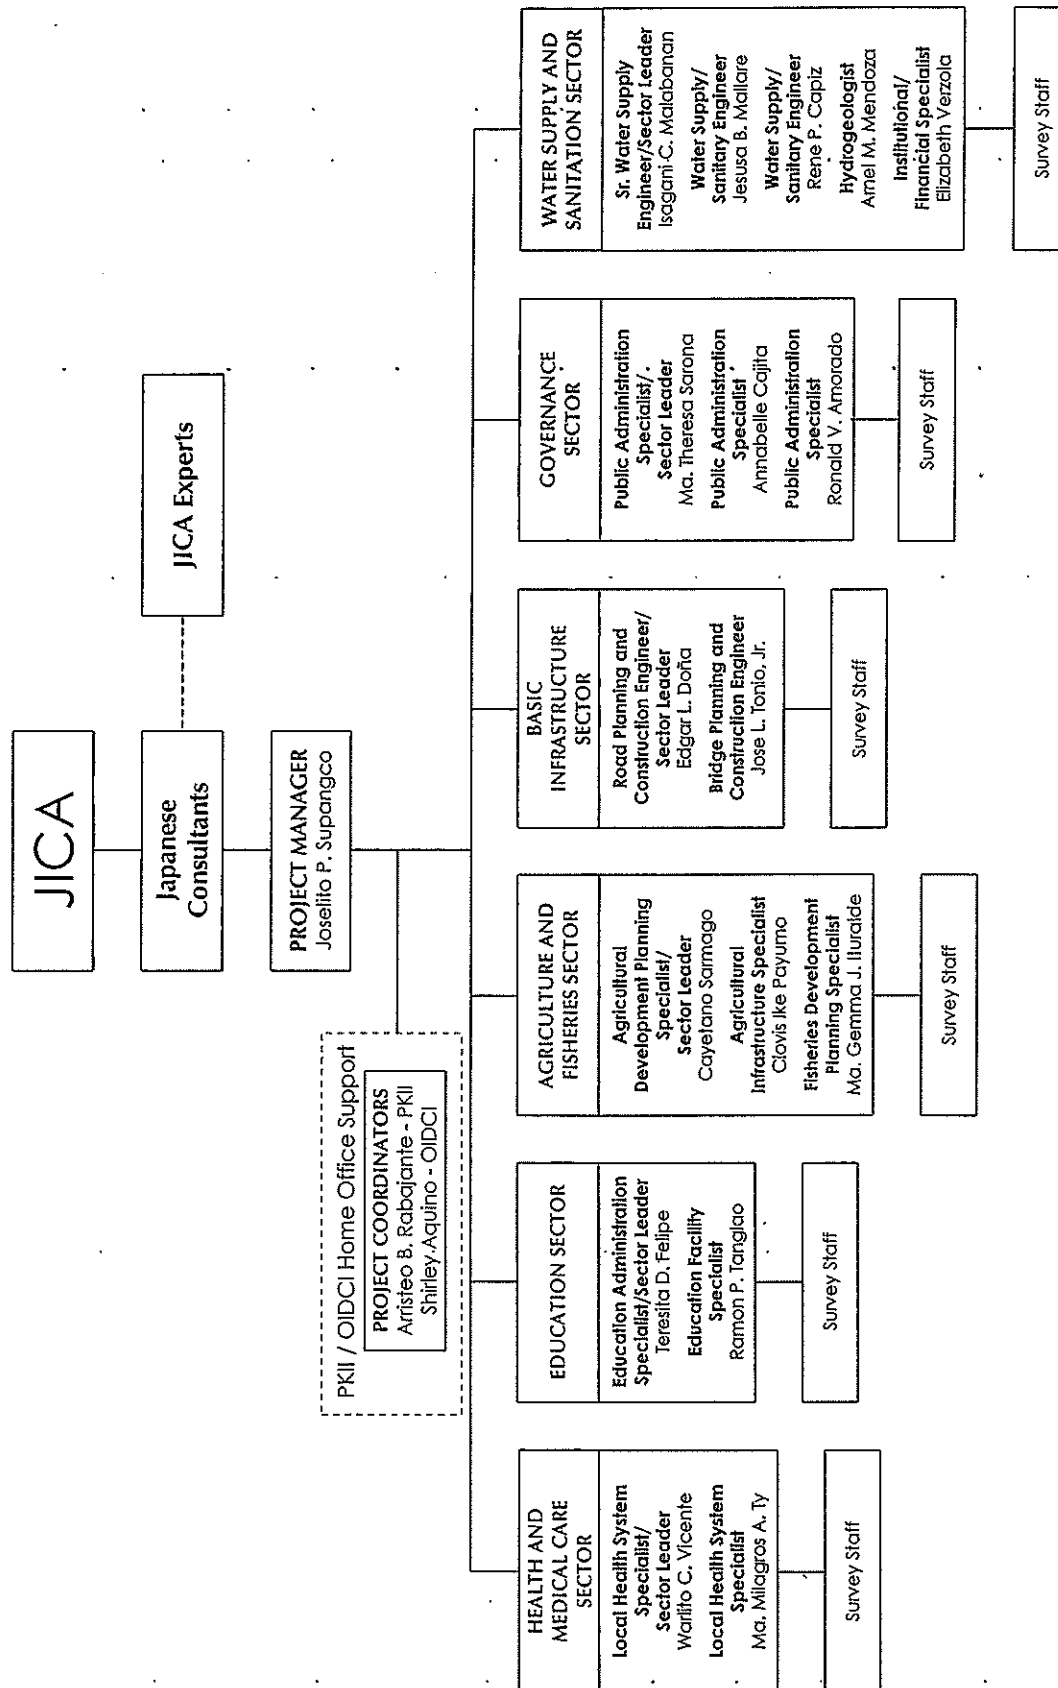 JICA
Japanese
Consultants
JICA Experts
PROJECT MANAGER
Joselito P. Supangco
PKII / OIDCI Home Office Support
PROJECT COORDINATORS
Arristeo B. Rabajante - PKII
Shirley Aquino - OIDCI
HEALTH AND
MEDICAL CARE
SECTOR
Local Health System
Specialist/
Sector Leader
Warlito C. Vicente
Local Health System
Specialist
Ma. Milagros A. Ty
Survey Staff
EDUCATION SECTOR
Education Administration
Specialist/Sector Leader
Teresita D. Felipe
Education Facility
Specialist
Ramon P. Tanglao
Survey Staff
AGRICULTURE AND
FISHERIES SECTOR
Agricultural
Development Planning
Specialist/
Sector Leader
Cayetano Sarmago
Agricultural
Infrastructure Specialist
Clovis Ike Payumo
Fisheries Development
Planning Specialist
Ma. Gemma J. Iluralde
Survey Staff
BASIC
INFRASTRUCTURE
SECTOR
Road Planning and
Construction Engineer/
Sector Leader
Edgar L. Doña
Bridge Planning and
Construction Engineer
Jose L. Tonio, Jr.
Survey Staff
GOVERNANCE
SECTOR
Public Administration
Specialist/
Sector Leader
Ma. Theresa Sarona
Public Administration
Specialist
Annabelle Cajita
Public Administration
Specialist
Ronald V. Amorado
Survey Staff
WATER SUPPLY AND
SANITATION SECTOR
Sr. Water Supply
Engineer/Sector Leader
Isagani C. Malabanan
Water Supply/
Sanitary Engineer
Jesusa B. Mallare
Water Supply/
Sanitary Engineer
Rene P. Capiz
Hydrogeologist
Arnel M. Mendoza
Institutional/
Financial Specialist
Elizabeth Verzola
Survey Staff